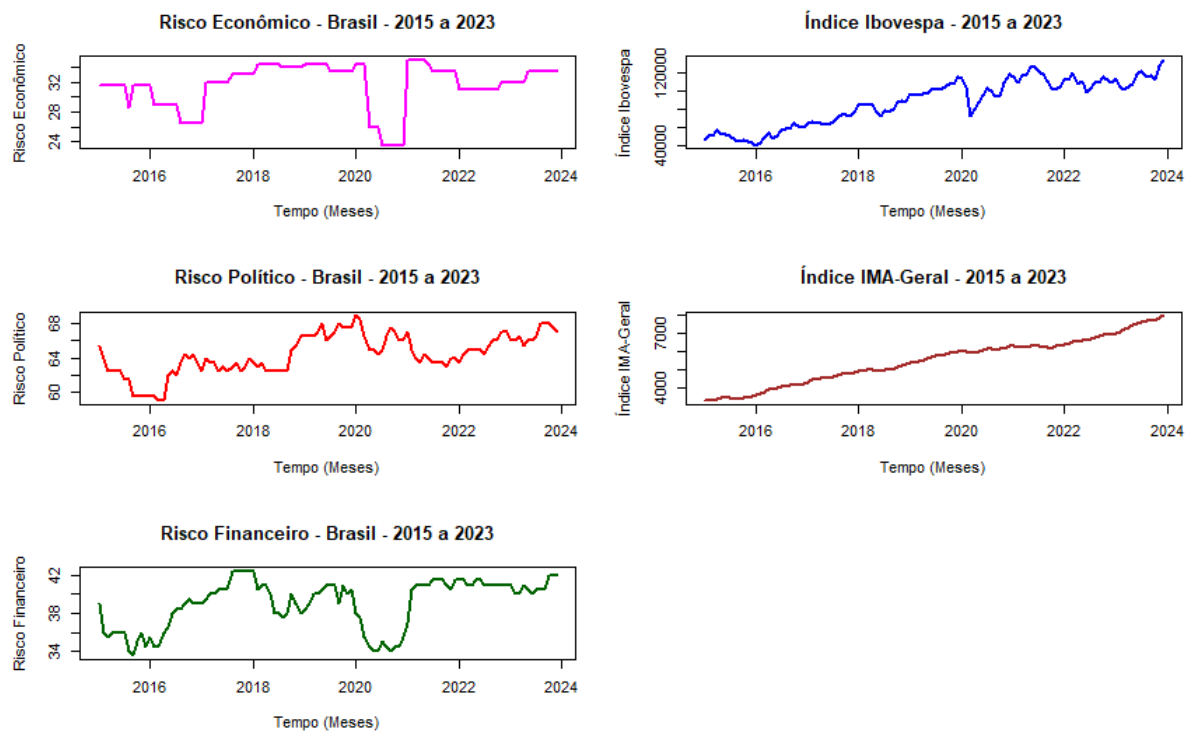 Risco Econômico - Brasil - 2015 a 2023
Risco Econômico
32
28
24
2016 2018 2020 2022 2024
Tempo (Meses)
Índice Ibovespa - 2015 a 2023
Índice Ibovespa
120000
40000
2016 2018 2020 2022 2024
Tempo (Meses)
Risco Político - Brasil - 2015 a 2023
Risco Político
68
64
60
2016 2018 2020 2022 2024
Tempo (Meses)
Índice IMA-Geral - 2015 a 2023
Índice IMA-Geral
7000
4000
2016 2018 2020 2022 2024
Tempo (Meses)
Risco Financeiro - Brasil - 2015 a 2023
Risco Financeiro
42
38
34
2016 2018 2020 2022 2024
Tempo (Meses)